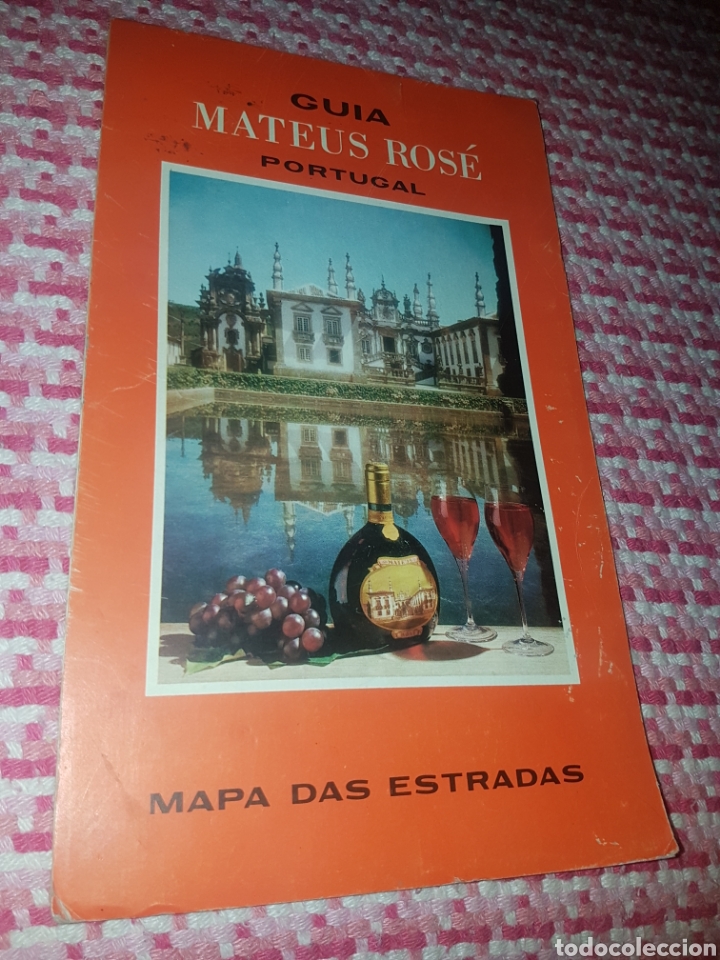 GUIA
MATEUS ROSÉ
PORTUGAL
MAPA DAS ESTRADAS
todocoleccion